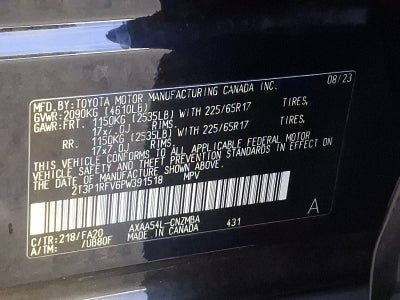 MFD.BY:TOYOTA MOTOR MANUFACTURING CANADA INC. 08/23
GVWR:2090KG (4610LB)
GAWR:FRT. 1150KG (2535LB) WITH 225/65R17 TIRES,
17x7.0J RIMS,
RR. 1150KG (2535LB) WITH 225/65R17 TIRES,
17x7.0J RIMS,
THIS VEHICLE CONFORMS TO ALL APPLICABLE FEDERAL MOTOR
VEHICLE SAFETY AND THEFT PREVENTION STANDARDS IN EFFECT ON
THE DATE OF MANUFACTURE SHOWN ABOVE.
2T3P1RFV6PW391518 MPV
C/TR:218/FA20 AXAA54L-CNZMBA 431 A
A/TM: /UB80F MADE IN CANADA